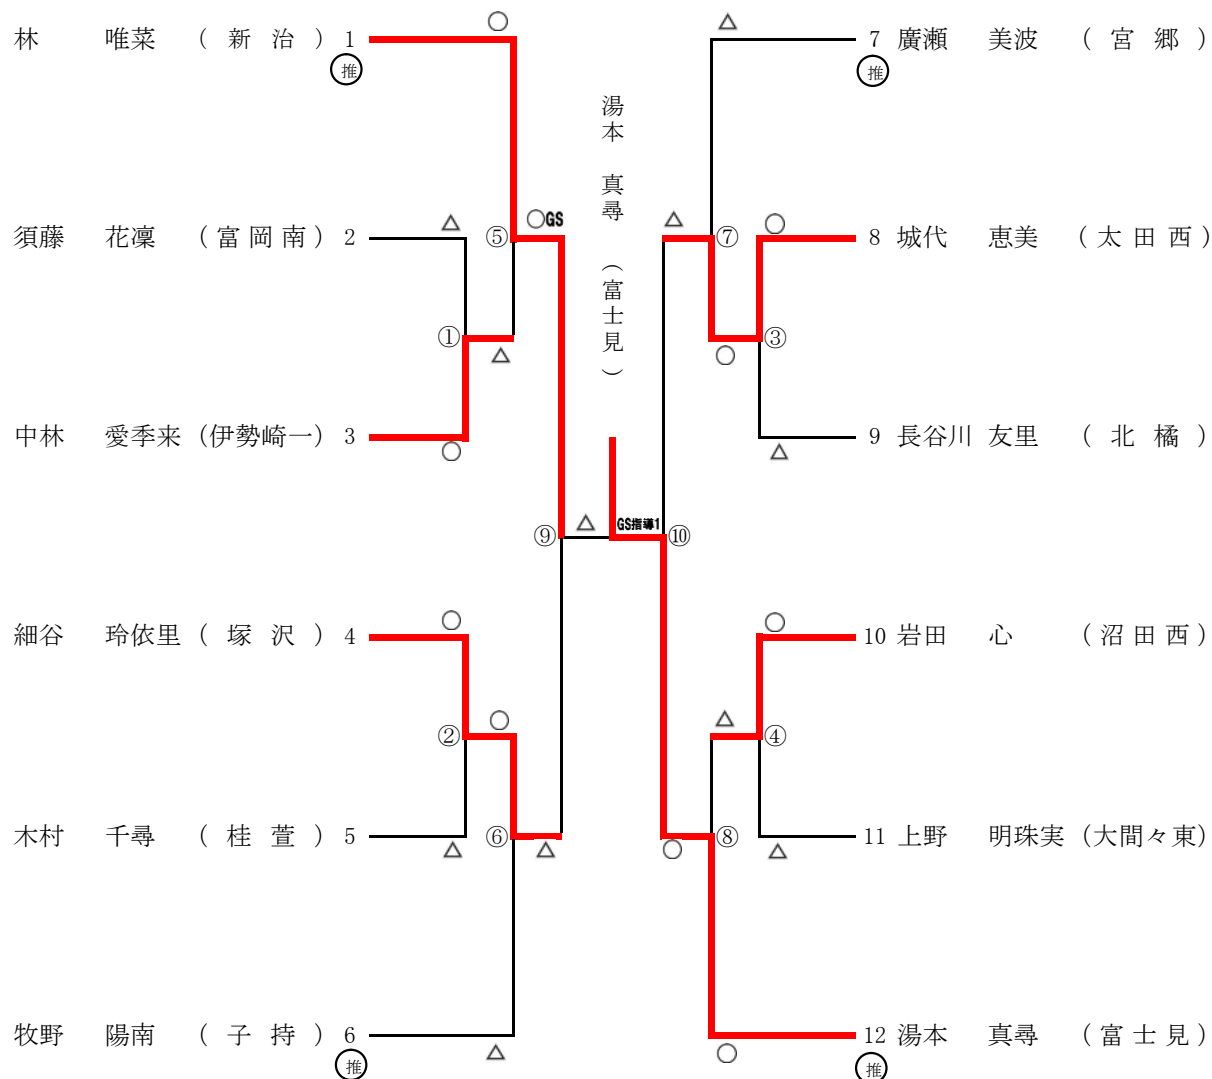 林 唯菜 （ 新 治 ） 1
推
須藤 花凜 （ 富 岡 南 ） 2
中林 愛季来 （伊勢崎一） 3
細谷 玲依里 （ 塚 沢 ） 4
木村 千尋 （ 桂 萱 ） 5
牧野 陽南 （ 子 持 ） 6
推
○
△
⑤
○GS
①
△
○
⑨
△
○
②
○
△
⑥
△
△
湯本 真尋 （富士見）
GS指導1
⑩
△
△
⑦
○
○
③
△
○
△
④
○
⑧
△
○
7 廣瀬 美波 （ 宮 郷 ）
推
8 城代 恵美 （ 太 田 西 ）
9 長谷川 友里 （ 北 橘 ）
10 岩田 心 （ 沼 田 西 ）
11 上野 明珠実 （大間々東）
12 湯本 真尋 （ 富 士 見 ）
推